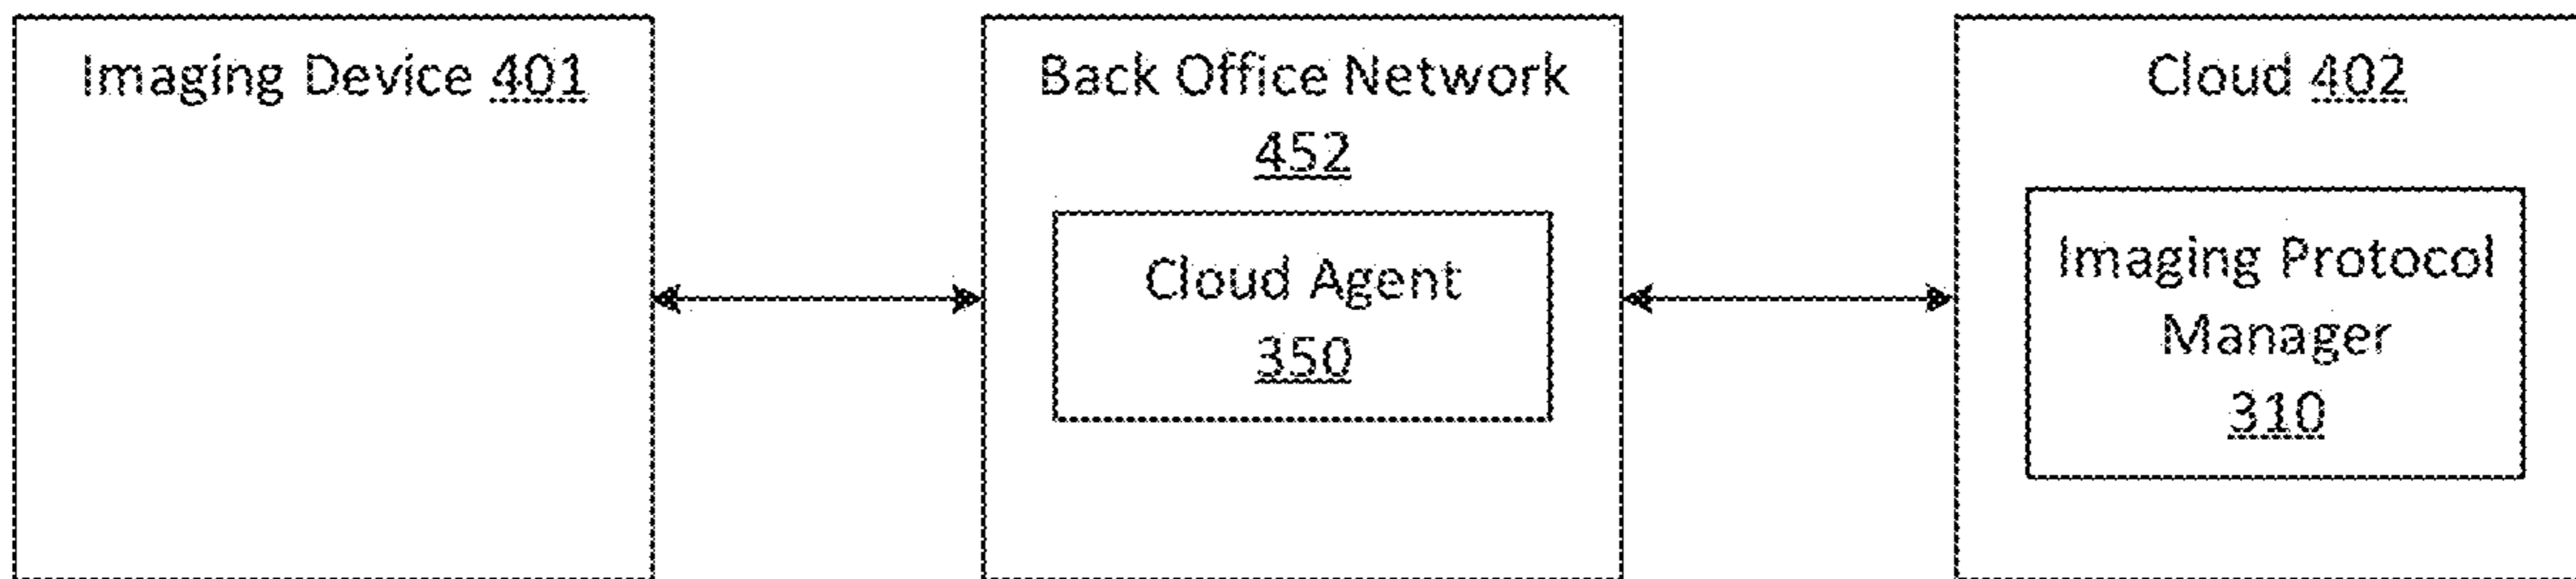 Imaging Device 401
Back Office Network
452
Cloud Agent
350
Cloud 402
Imaging Protocol
Manager
310